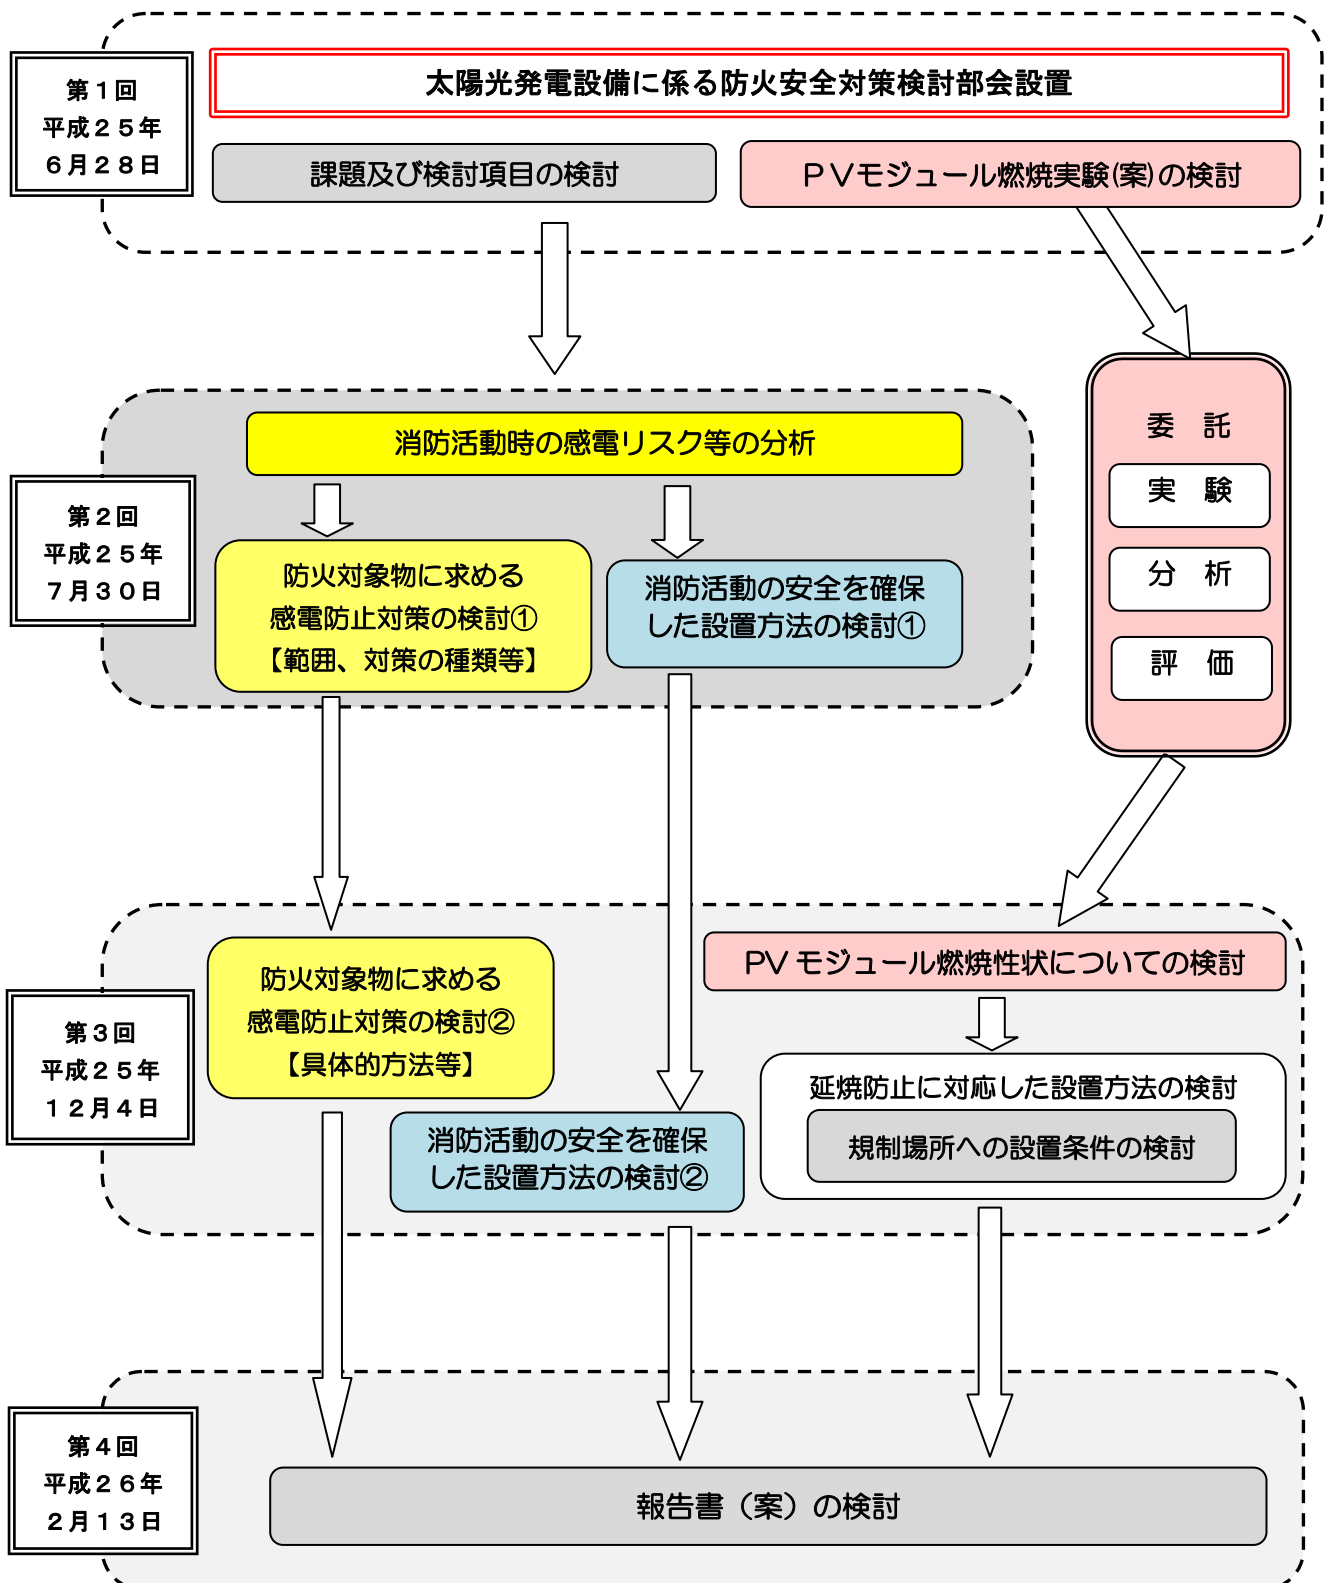 第１回
平成２５年
６月２８日
太陽光発電設備に係る防火安全対策検討部会設置
課題及び検討項目の検討
ＰＶモジュール燃焼実験(案)の検討
第２回
平成２５年
７月３０日
消防活動時の感電リスク等の分析
防火対象物に求める
感電防止対策の検討①
【範囲、対策の種類等】
消防活動の安全を確保
した設置方法の検討①
委　託
実　験
分　析
評　価
第３回
平成２５年
１２月４日
防火対象物に求める
感電防止対策の検討②
【具体的方法等】
消防活動の安全を確保
した設置方法の検討②
PV モジュール燃焼性状についての検討
延焼防止に対応した設置方法の検討
規制場所への設置条件の検討
第４回
平成２６年
２月１３日
報告書（案）の検討